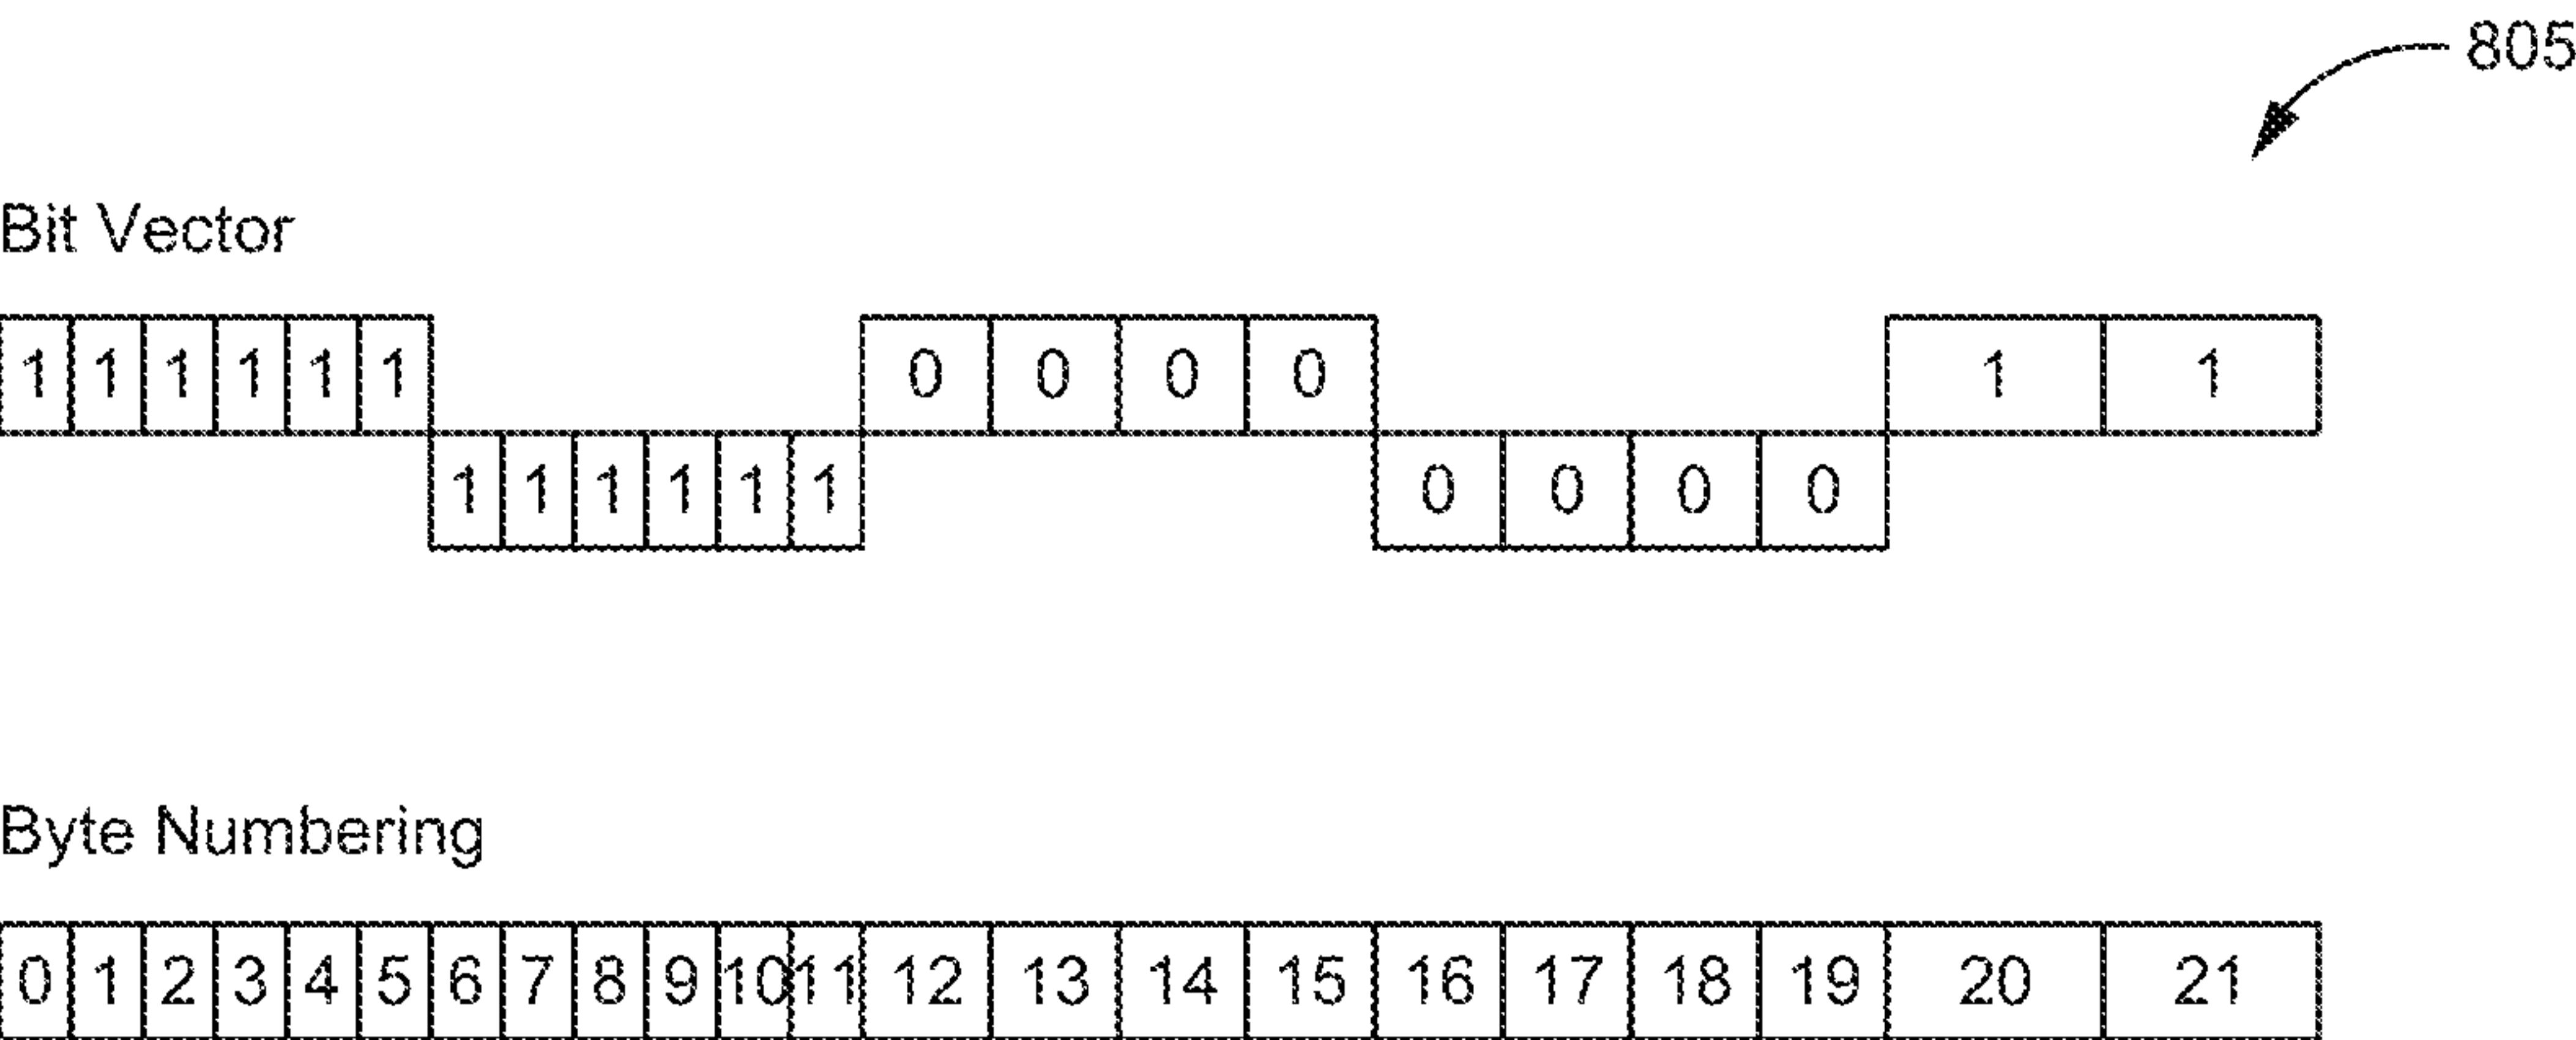 805
Bit Vector
1 1 1 1 1 1 0 0 0 0 1 1
1 1 1 1 1 1 0 0 0 0
Byte Numbering
0 1 2 3 4 5 6 7 8 9 10 11 12 13 14 15 16 17 18 19 20 21